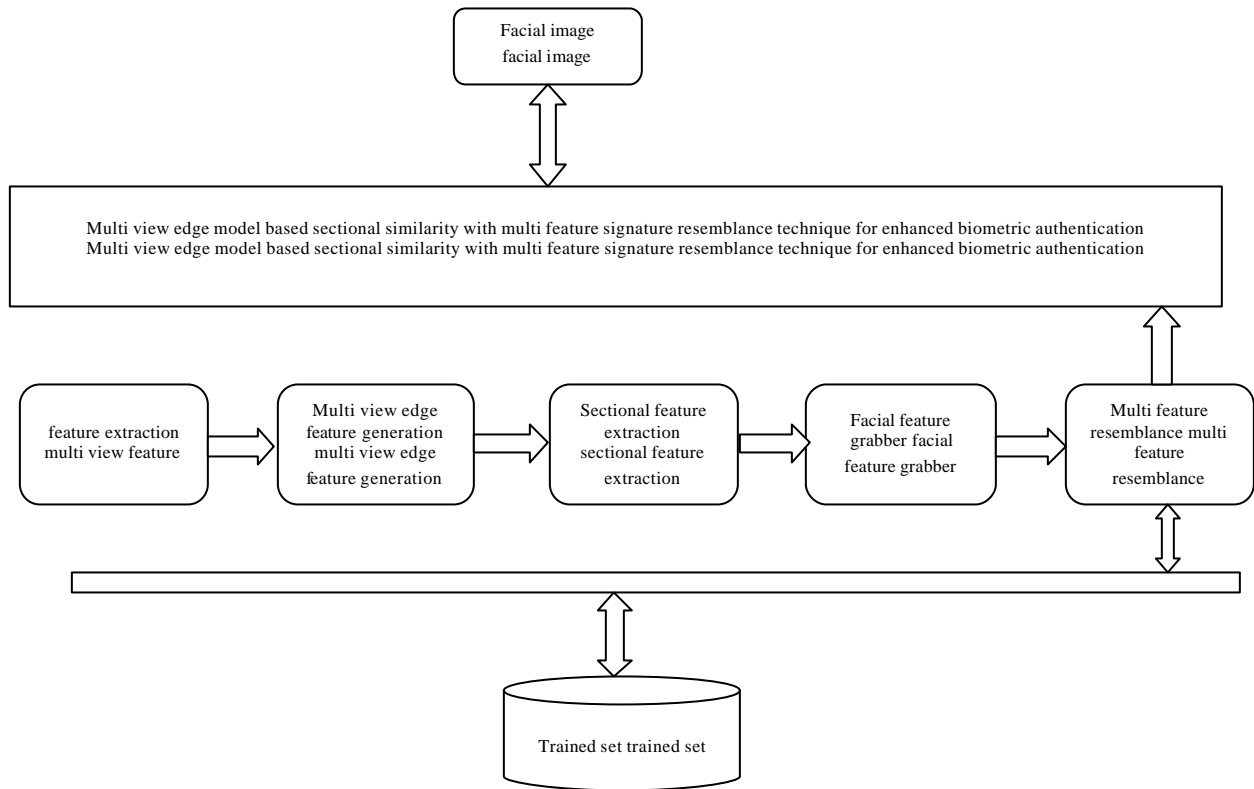 Facial image
facial image
Multi view edge model based sectional similarity with multi feature signature resemblance technique for enhanced biometric authentication
Multi view edge model based sectional similarity with multi feature signature resemblance technique for enhanced biometric authentication
feature extraction
multi view feature
Multi view edge
feature generation
multi view edge
feature generation
Sectional feature
extraction
sectional feature
extraction
Facial feature
grabber facial
feature grabber
Multi feature
resemblance multi
feature
resemblance
Trained set trained set